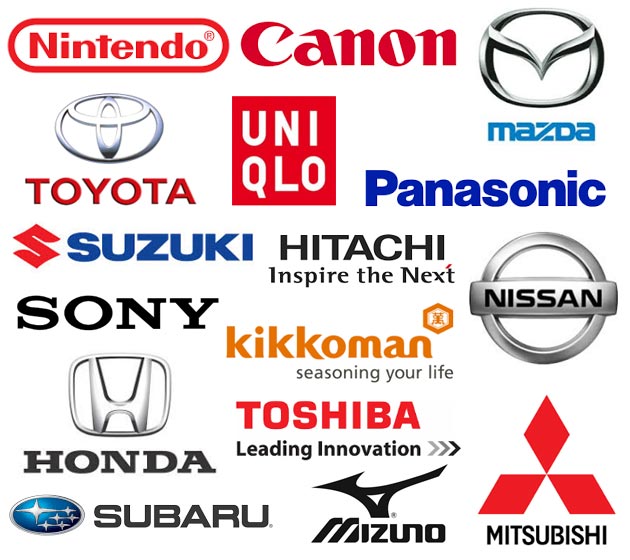 Nintendo®
Canon
mazda
TOYOTA
UNI
QLO
Panasonic
SUZUKI
HITACHI
Inspire the Next
NISSAN
SONY
kikkoman
萬
seasoning your life
HONDA
TOSHIBA
Leading Innovation >>>
SUBARU
MIZUNO
MITSUBISHI